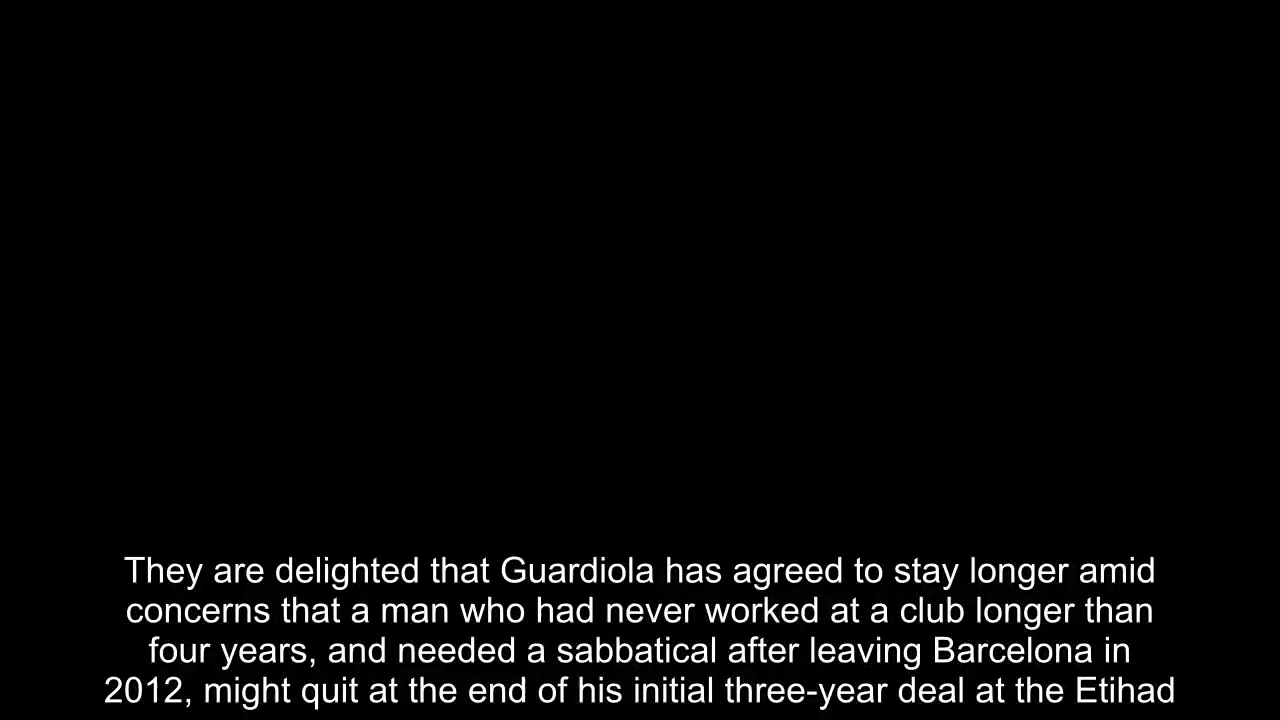 They are delighted that Guardiola has agreed to stay longer amid
concerns that a man who had never worked at a club longer than
four years, and needed a sabbatical after leaving Barcelona in
2012, might quit at the end of his initial three-year deal at the Etihad